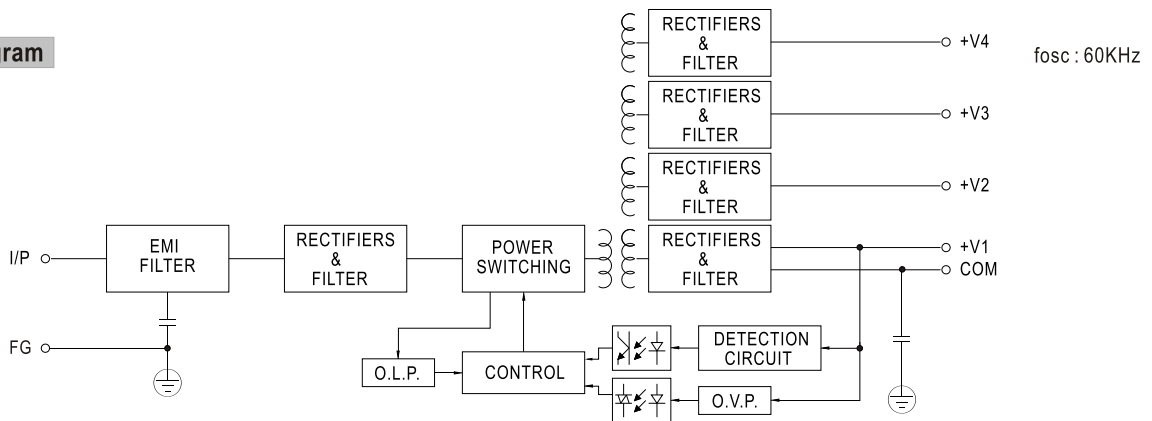 gram
RECTIFIERS
&
FILTER
+V4
fosc : 60KHz
RECTIFIERS
&
FILTER
+V3
RECTIFIERS
&
FILTER
+V2
I/P
EMI
FILTER
RECTIFIERS
&
FILTER
POWER
SWITCHING
RECTIFIERS
&
FILTER
+V1
COM
FG
O.L.P.
CONTROL
DETECTION
CIRCUIT
O.V.P.